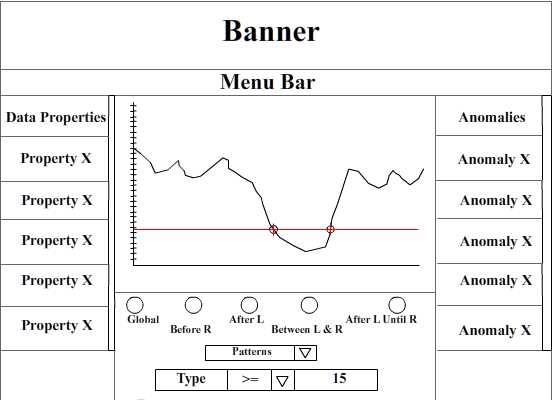 Banner
Menu Bar
Data Properties
Property X
Property X
Property X
Property X
Property X
Anomalies
Anomaly X
Anomaly X
Anomaly X
Anomaly X
Anomaly X
Global
Before R
After L
Between L & R
After L Until R
Patterns
Type >= 15